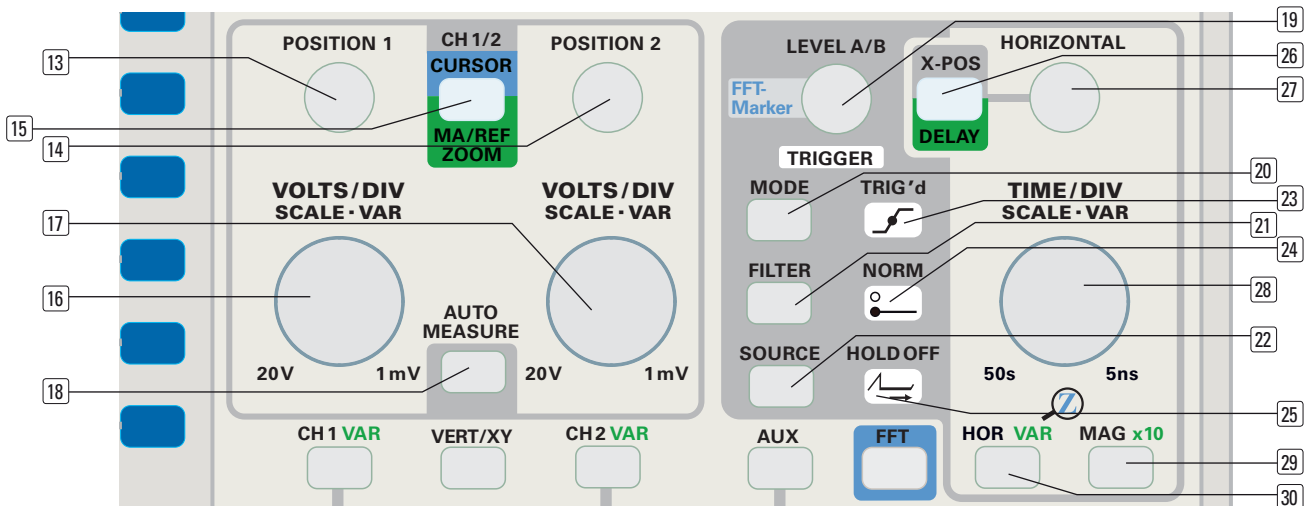 POSITION 1
CH 1/2
CURSOR
MA/REF
ZOOM
POSITION 2
LEVEL A/B
FFT-
Marker
HORIZONTAL
X-POS
DELAY
TRIGGER
VOLTS/DIV
SCALE · VAR
VOLTS/DIV
SCALE · VAR
MODE
TRIG'd
TIME/DIV
SCALE · VAR
FILTER
NORM
AUTO
MEASURE
SOURCE
HOLD OFF
20V
1mV
20V
1mV
50s
5ns
Z
CH 1 VAR
VERT/XY
CH 2 VAR
AUX
FFT
HOR VAR
MAG x10
13
15
14
17
16
18
19
26
27
20
23
21
24
28
22
25
29
30